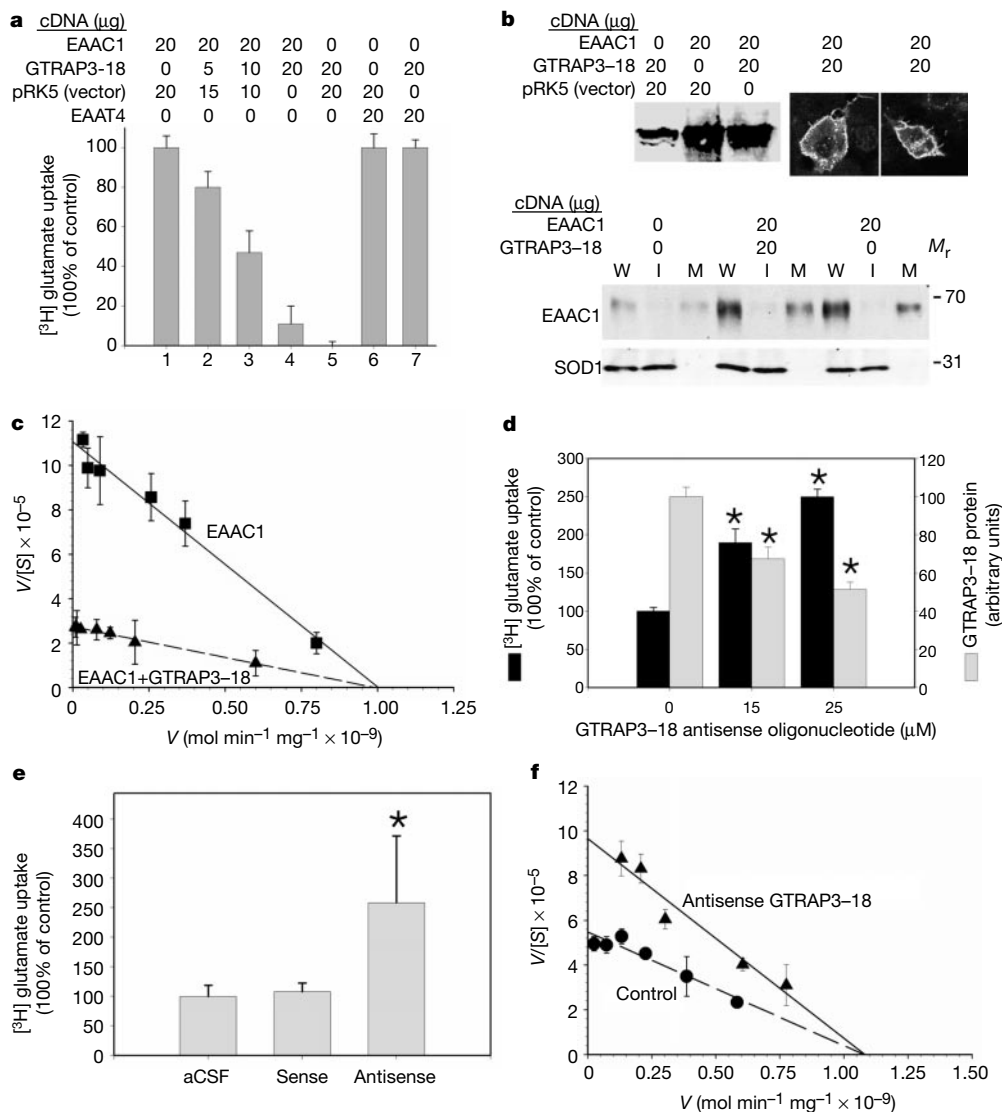 a
cDNA (µg)
EAAC1 20 20 20 20 0 0 0
GTRAP3-18 0 5 10 20 20 0 20
pRK5 (vector) 20 15 10 0 0 20 0
EAAT4 0 0 0 0 0 20 20
[³H] glutamate uptake
(100% of control)
100
80
60
40
20
0
1 2 3 4 5 6 7
b
cDNA (µg)
EAAC1 0 20 20 20 20
GTRAP3–18 20 0 20 20 20
pRK5 (vector) 20 20 0
cDNA (µg)
EAAC1 0 20 20
GTRAP3–18 0 20 0 Mr
W I M W I M W I M
EAAC1
-70
SOD1
-31
c
V/[S] × 10⁻⁵
12
10
8
6
4
2
0
EAAC1
EAAC1+GTRAP3–18
0 0.25 0.50 0.75 1.00 1.25
V (mol min⁻¹ mg⁻¹ × 10⁻⁹)
d
[³H] glutamate uptake
(100% of control)
300
250
200
150
100
50
0
120
100
80
60
40
20
0
GTRAP3–18 protein
(arbitrary units)
0 15 25
GTRAP3–18 antisense oligonucleotide (µM)
e
[³H] glutamate uptake
(100% of control)
400
350
300
250
200
150
100
50
0
aCSF Sense Antisense
f
V/[S] × 10⁻⁵
12
10
8
6
4
2
0
Antisense GTRAP3–18
Control
0 0.25 0.50 0.75 1.00 1.50
V (mol min⁻¹ mg⁻¹ × 10⁻⁹)